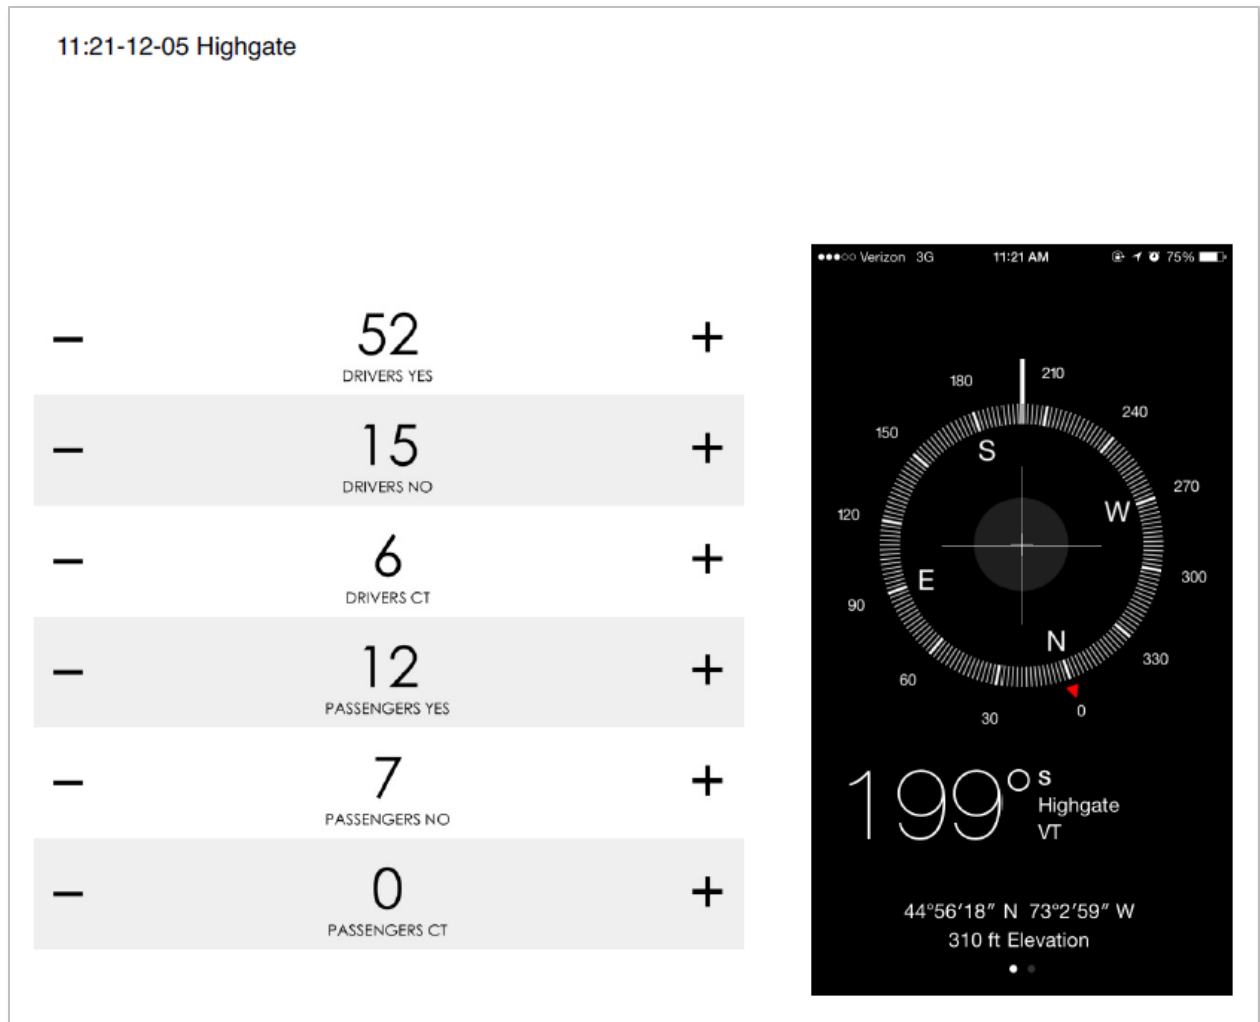 11:21-12-05 Highgate
− 52 +
DRIVERS YES
− 15 +
DRIVERS NO
− 6 +
DRIVERS CT
− 12 +
PASSENGERS YES
− 7 +
PASSENGERS NO
− 0 +
PASSENGERS CT
Verizon 3G 11:21 AM 75%
180 210
150 240
S
120 270
W
E
90 300
N
60 330
30 0
199° S
Highgate
VT
44°56′18″ N 73°2′59″ W
310 ft Elevation